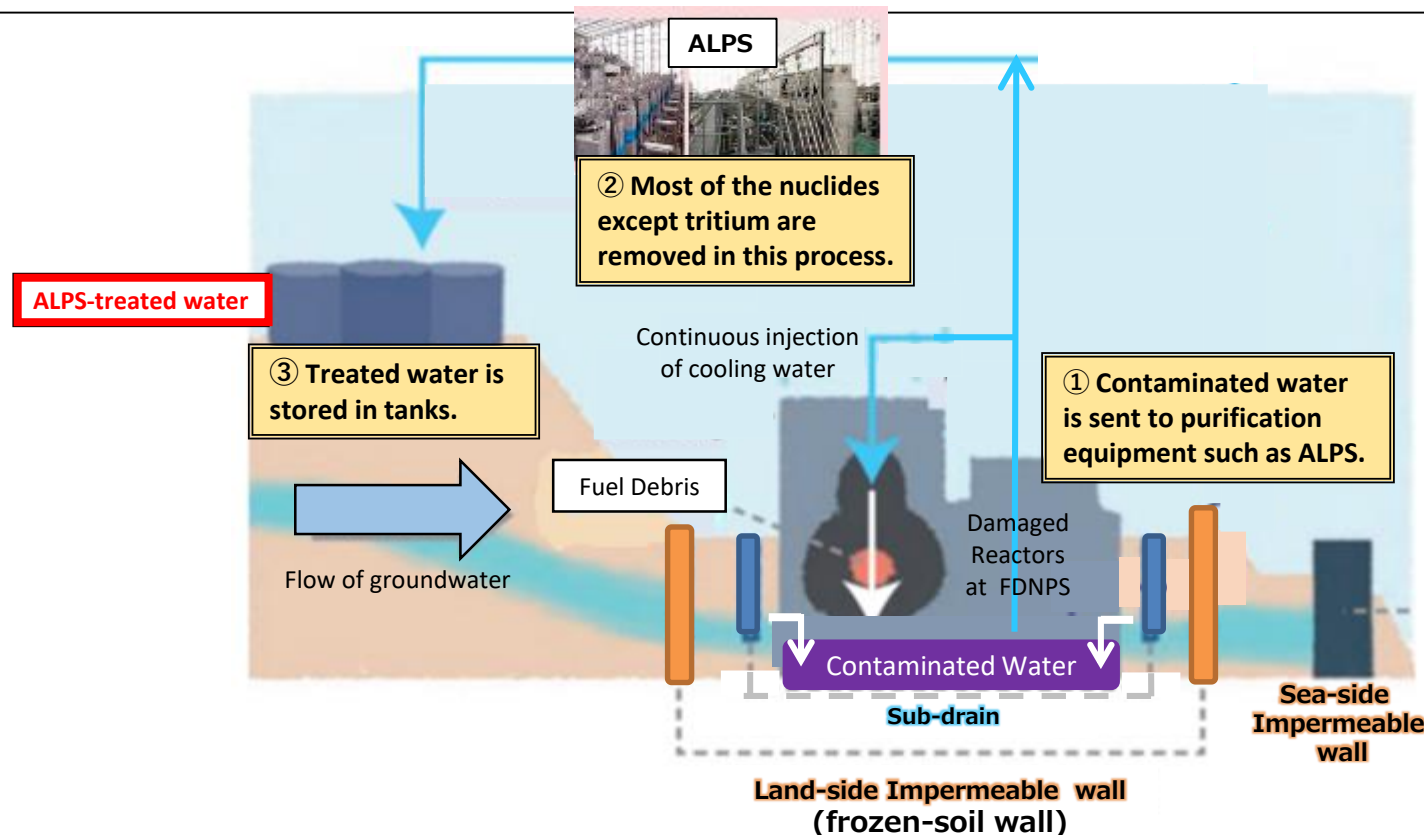 ALPS
② Most of the nuclides
except tritium are
removed in this process.
ALPS-treated water
Continuous injection
of cooling water
③ Treated water is
stored in tanks.
① Contaminated water
is sent to purification
equipment such as ALPS.
Fuel Debris
Damaged
Reactors
at FDNPS
Flow of groundwater
Contaminated Water
Sub-drain
Sea-side
Impermeable
wall
Land-side Impermeable wall
(frozen-soil wall)